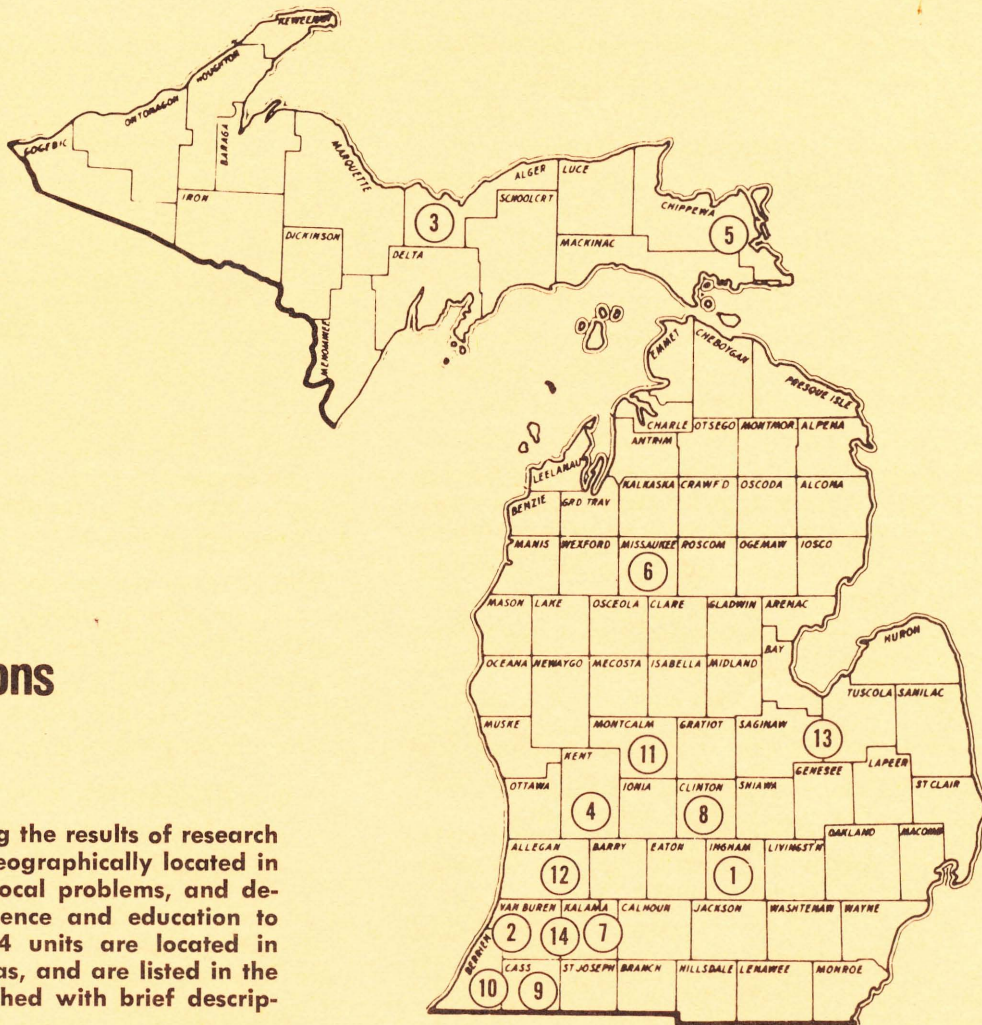 KEWEENAW
HOUGHTON
ONTONAGON
GOGEBIC
BARAGA
MARQUETTE
ALGER
LUCE
IRON
SCHOOLCRT
CHIPPEWA
3
5
DICKINSON
DELTA
MACKINAC
MENOMINEE
EMMET
CHEBOYGAN
PRESQUE ISLE
CHARLE OTSEGO MONTMOR. ALPENA
ANTRIM
LEELANAU
KALKASKA CRAWF'D OSCODA ALCONA
BENZIE GRD TRAV
MANIS WEXFORD MISSAUKEE ROSCOM OGEMAW IOSCO
6
MASON LAKE OSCEOLA CLARE GLADWIN ARENAC
HURON
BAY
OCEANA NEWAYGO MECOSTA ISABELLA MIDLAND
ons
TUSCOLA SANILAC
MUSKE MONTCALM GRATIOT SAGINAW
11
13
KENT
GENESEE LAPEER
OTTAWA IONIA CLINTON SHIAWA ST CLAIR
4
8
g the results of research
OAKLAND MACOMB
eographically located in
ALLEGAN BARRY EATON INGHAM LIVINGST'N
ocal problems, and de-
12
1
ence and education to
VAN BUREN KALAMA CALHOUN JACKSON WASHTENAW WAYNE
4 units are located in
2
14
7
as, and are listed in the
BERRIEN
CASS ST JOSEPH BRANCH HILLSDALE LENAWEE MONROE
hed with brief descrip-
10
9